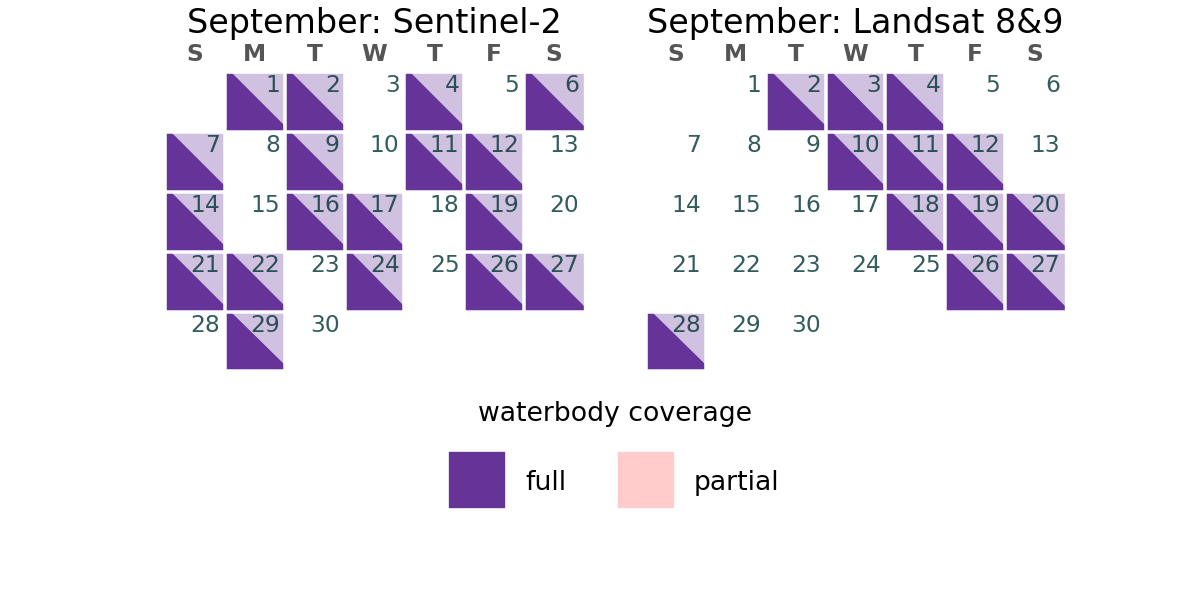 September: Sentinel-2
S M T W T F S
1 2 3 4 5 6
7 8 9 10 11 12 13
14 15 16 17 18 19 20
21 22 23 24 25 26 27
28 29 30
September: Landsat 8&9
S M T W T F S
1 2 3 4 5 6
7 8 9 10 11 12 13
14 15 16 17 18 19 20
21 22 23 24 25 26 27
28 29 30
waterbody coverage
full partial